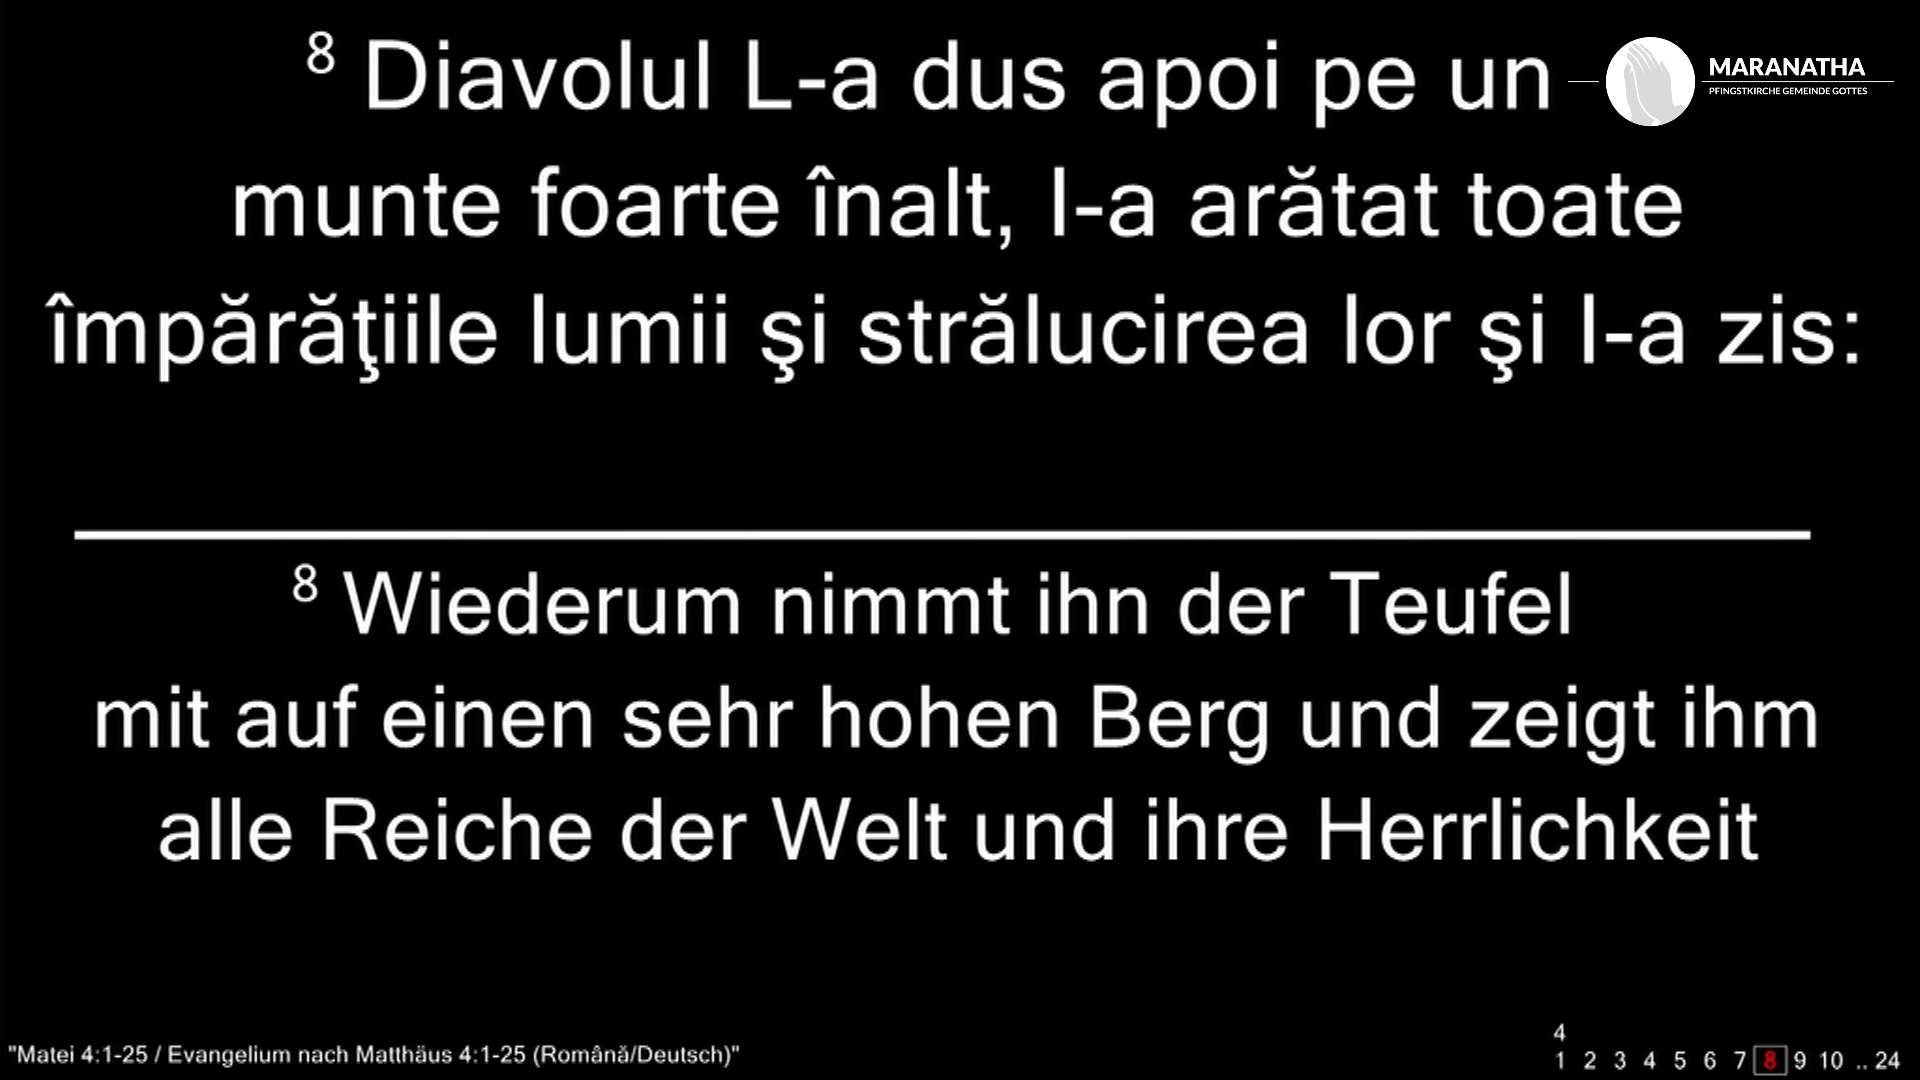 ⁸ Diavolul L-a dus apoi pe un
munte foarte înalt, I-a arătat toate
împărăţiile lumii şi strălucirea lor şi I-a zis:
MARANATHA
PFINGSTKIRCHE GEMEINDE GOTTES
⁸ Wiederum nimmt ihn der Teufel
mit auf einen sehr hohen Berg und zeigt ihm
alle Reiche der Welt und ihre Herrlichkeit
"Matei 4:1-25 / Evangelium nach Matthäus 4:1-25 (Română/Deutsch)"
4
1 2 3 4 5 6 7 8 9 10 .. 24